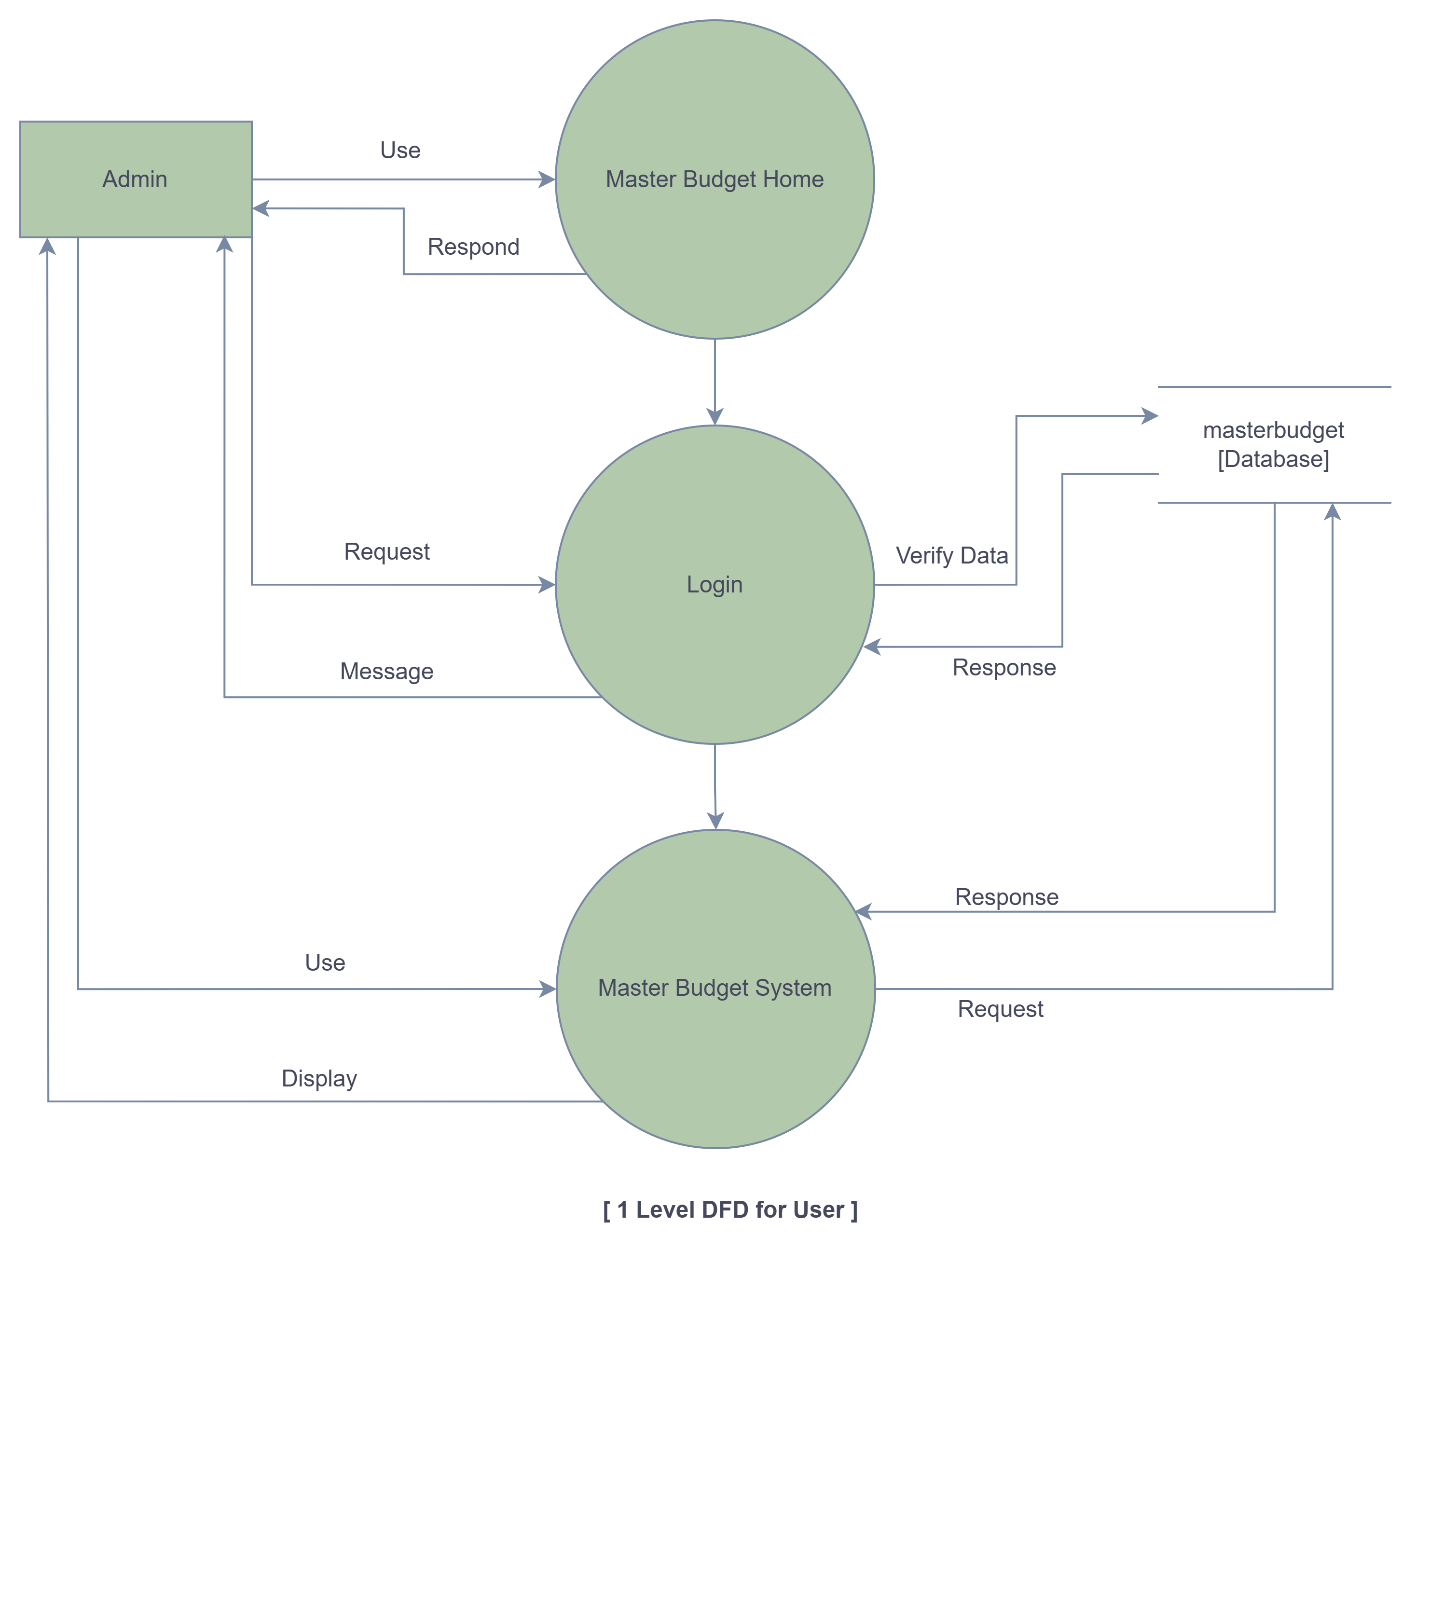 Use
Admin
Master Budget Home
Respond
masterbudget
[Database]
Request
Verify Data
Login
Message
Response
Response
Use
Master Budget System
Request
Display
[ 1 Level DFD for User ]